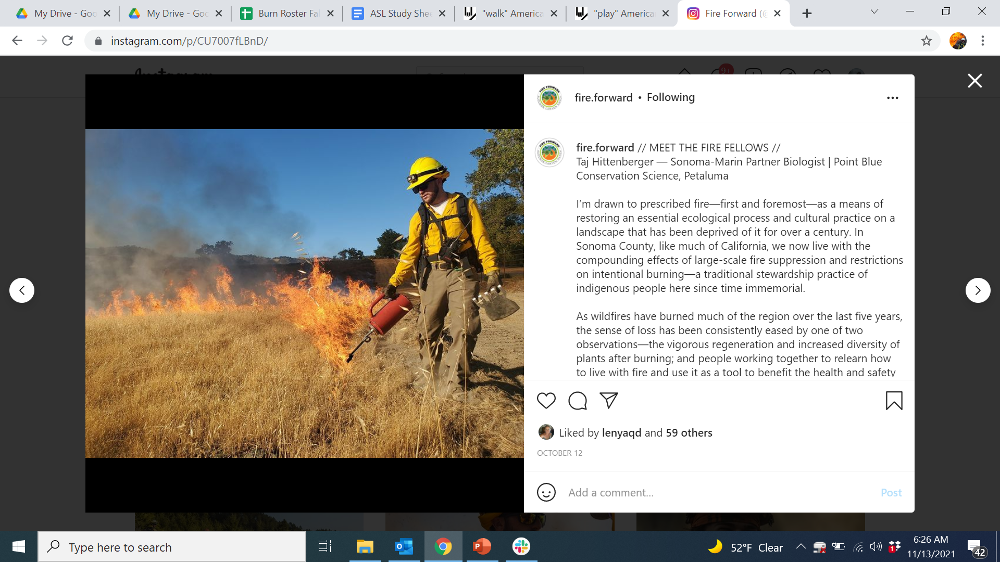 My Drive - Goo
My Drive - Goo
Burn Roster Fal
ASL Study Shee
"walk" America
"play" America
Fire Forward (@
instagram.com/p/CU7007fLBnD/
Instagram
9+
fire.forward • Following
fire.forward // MEET THE FIRE FELLOWS //
Taj Hittenberger — Sonoma-Marin Partner Biologist | Point Blue
Conservation Science, Petaluma
I’m drawn to prescribed fire—first and foremost—as a means of
restoring an essential ecological process and cultural practice on a
landscape that has been deprived of it for over a century. In
Sonoma County, like much of California, we now live with the
compounding effects of large-scale fire suppression and restrictions
on intentional burning—a traditional stewardship practice of
indigenous people here since time immemorial.
As wildfires have burned much of the region over the last five years,
the sense of loss has been consistently eased by one of two
observations—the vigorous regeneration and increased diversity of
plants after burning; and people working together to relearn how
to live with fire and use it as a tool to benefit the health and safety
Liked by lenyaqd and 59 others
OCTOBER 12
Add a comment...
Post
Type here to search
52°F Clear
1
6:26 AM
11/13/2021
42